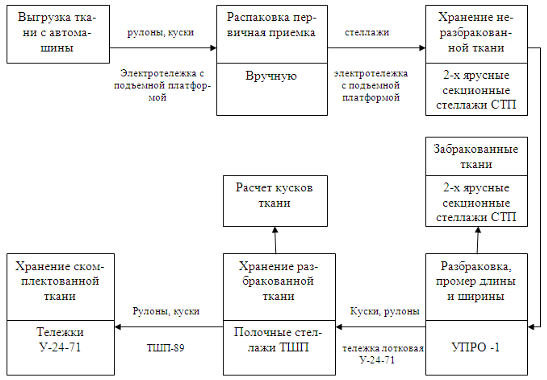 Выгрузка тка-
ни с автома-
шины
рулоны, куски
Электротележка с
подъемной платфор-
мой
Распаковка пер-
вичная приемка
Вручную
стеллажи
электротележка
с подъемной
платформой
Хранение не-
разбракован-
ной ткани
2-х ярусные
секционные
стеллажи СТП
Забракованные
ткани
2-х ярусные
секционные
стеллажи СТП
Расчет кусков
ткани
Хранение ском-
плектованной
ткани
Тележки
У-24-71
Рулоны, куски
ТШП-89
Хранение раз-
бракованной
ткани
Полочные стел-
лажи ТШП
Куски, рулоны
тележка лотковая
У-24-71
Разбраковка,
промер длины
и ширины
УПРО -1